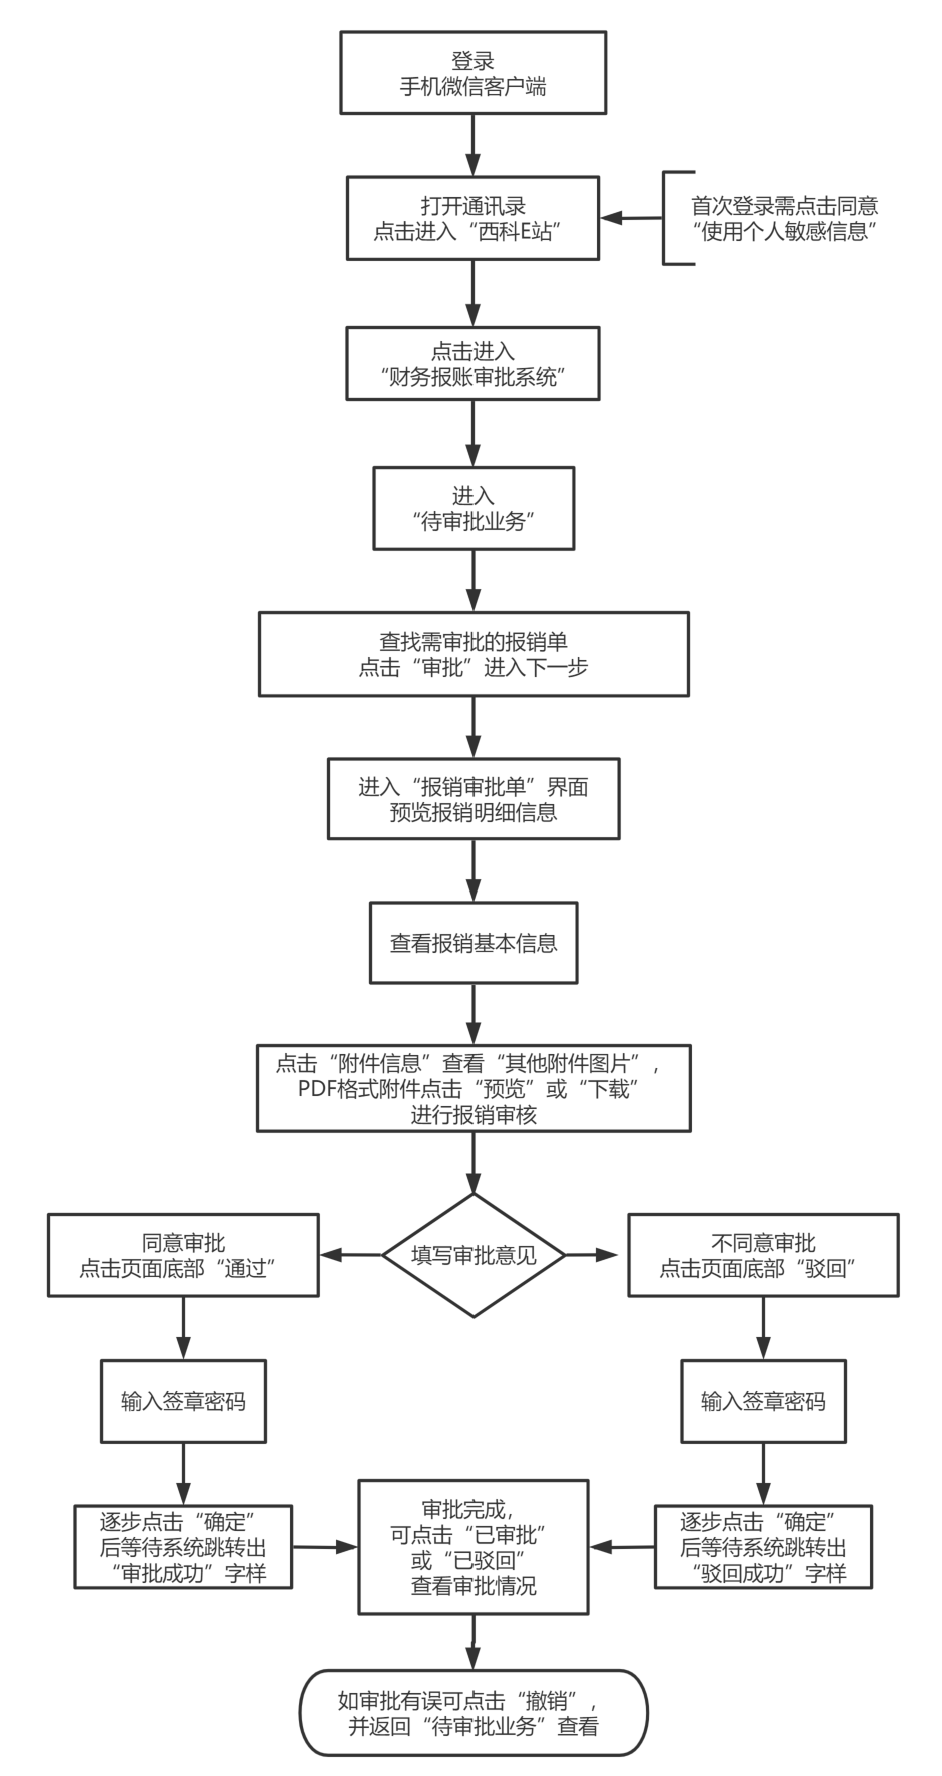 登录
手机微信客户端
打开通讯录
点击进入“西科E站”
首次登录需点击同意
“使用个人敏感信息”
点击进入
“财务报账审批系统”
进入
“待审批业务”
查找需审批的报销单
点击“审批”进入下一步
进入“报销审批单”界面
预览报销明细信息
查看报销基本信息
点击“附件信息”查看“其他附件图片”，
PDF格式附件点击“预览”或“下载”
进行报销审核
填写审批意见
同意审批
点击页面底部“通过”
不同意审批
点击页面底部“驳回”
输入签章密码
输入签章密码
逐步点击“确定”
后等待系统跳转出
“审批成功”字样
审批完成，
可点击“已审批”
或“已驳回”
查看审批情况
逐步点击“确定”
后等待系统跳转出
“驳回成功”字样
如审批有误可点击“撤销”，
并返回“待审批业务”查看